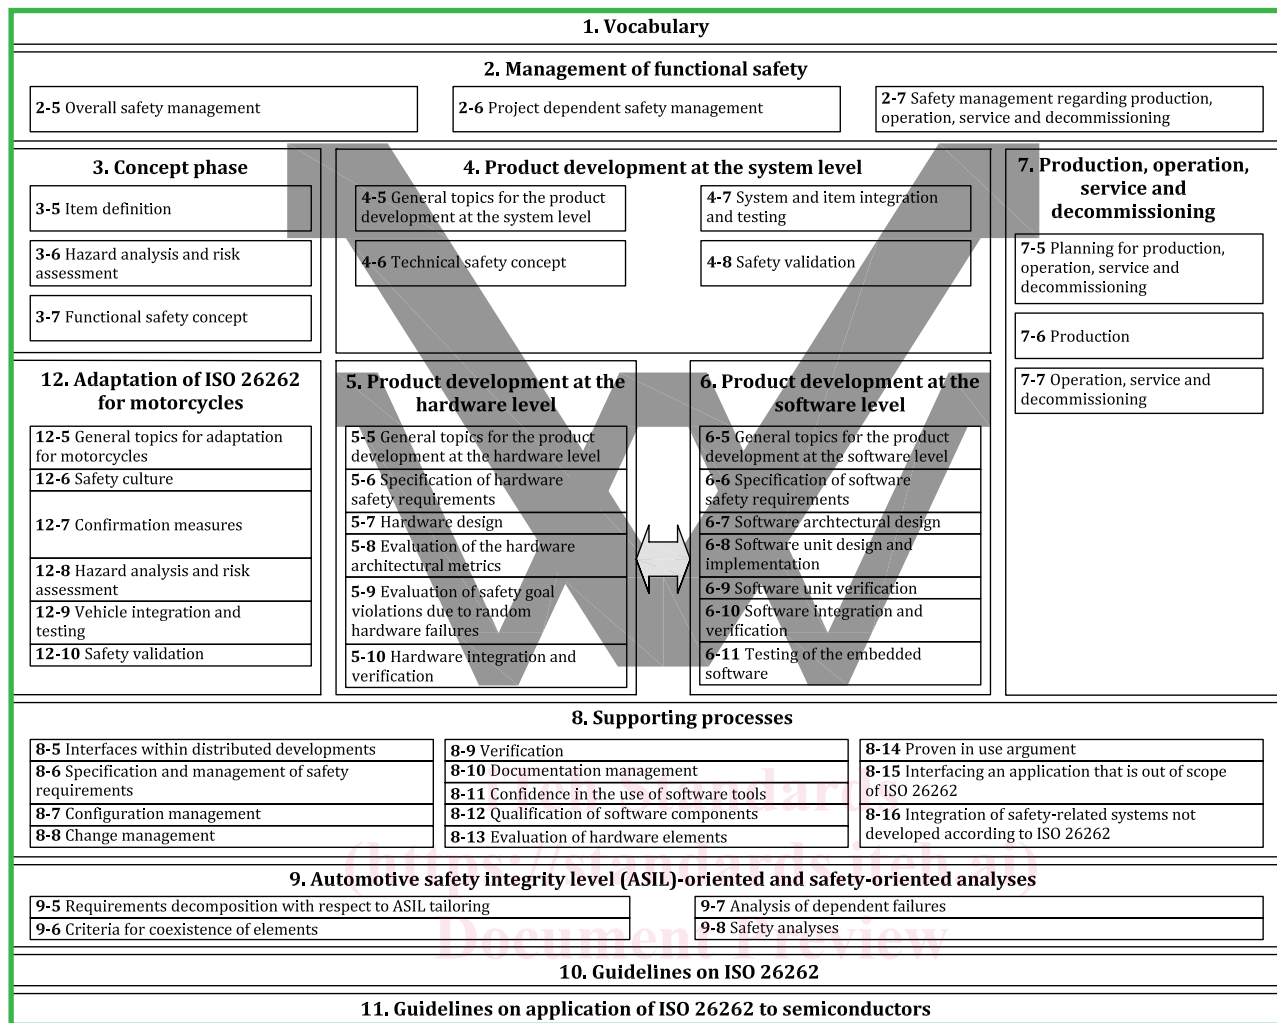 1. Vocabulary
2. Management of functional safety
2-5 Overall safety management
2-6 Project dependent safety management
2-7 Safety management regarding production,
operation, service and decommissioning
3. Concept phase
3-5 Item definition
3-6 Hazard analysis and risk
assessment
3-7 Functional safety concept
4. Product development at the system level
4-5 General topics for the product
development at the system level
4-6 Technical safety concept
4-7 System and item integration
and testing
4-8 Safety validation
7. Production, operation,
service and
decommissioning
7-5 Planning for production,
operation, service and
decommissioning
7-6 Production
7-7 Operation, service and
decommissioning
12. Adaptation of ISO 26262
for motorcycles
12-5 General topics for adaptation
for motorcycles
12-6 Safety culture
12-7 Confirmation measures
12-8 Hazard analysis and risk
assessment
12-9 Vehicle integration and
testing
12-10 Safety validation
5. Product development at the
hardware level
5-5 General topics for the product
development at the hardware level
5-6 Specification of hardware
safety requirements
5-7 Hardware design
5-8 Evaluation of the hardware
architectural metrics
5-9 Evaluation of safety goal
violations due to random
hardware failures
5-10 Hardware integration and
verification
6. Product development at the
software level
6-5 General topics for the product
development at the software level
6-6 Specification of software
safety requirements
6-7 Software archtectural design
6-8 Software unit design and
implementation
6-9 Software unit verification
6-10 Software integration and
verification
6-11 Testing of the embedded
software
8. Supporting processes
8-5 Interfaces within distributed developments
8-6 Specification and management of safety
requirements
8-7 Configuration management
8-8 Change management
8-9 Verification
8-10 Documentation management
8-11 Confidence in the use of software tools
8-12 Qualification of software components
8-13 Evaluation of hardware elements
8-14 Proven in use argument
8-15 Interfacing an application that is out of scope
of ISO 26262
8-16 Integration of safety-related systems not
developed according to ISO 26262
iTeh Standards
(https://standards.iteh.ai)
Document Preview
9. Automotive safety integrity level (ASIL)-oriented and safety-oriented analyses
9-5 Requirements decomposition with respect to ASIL tailoring
9-6 Criteria for coexistence of elements
9-7 Analysis of dependent failures
9-8 Safety analyses
10. Guidelines on ISO 26262
11. Guidelines on application of ISO 26262 to semiconductors